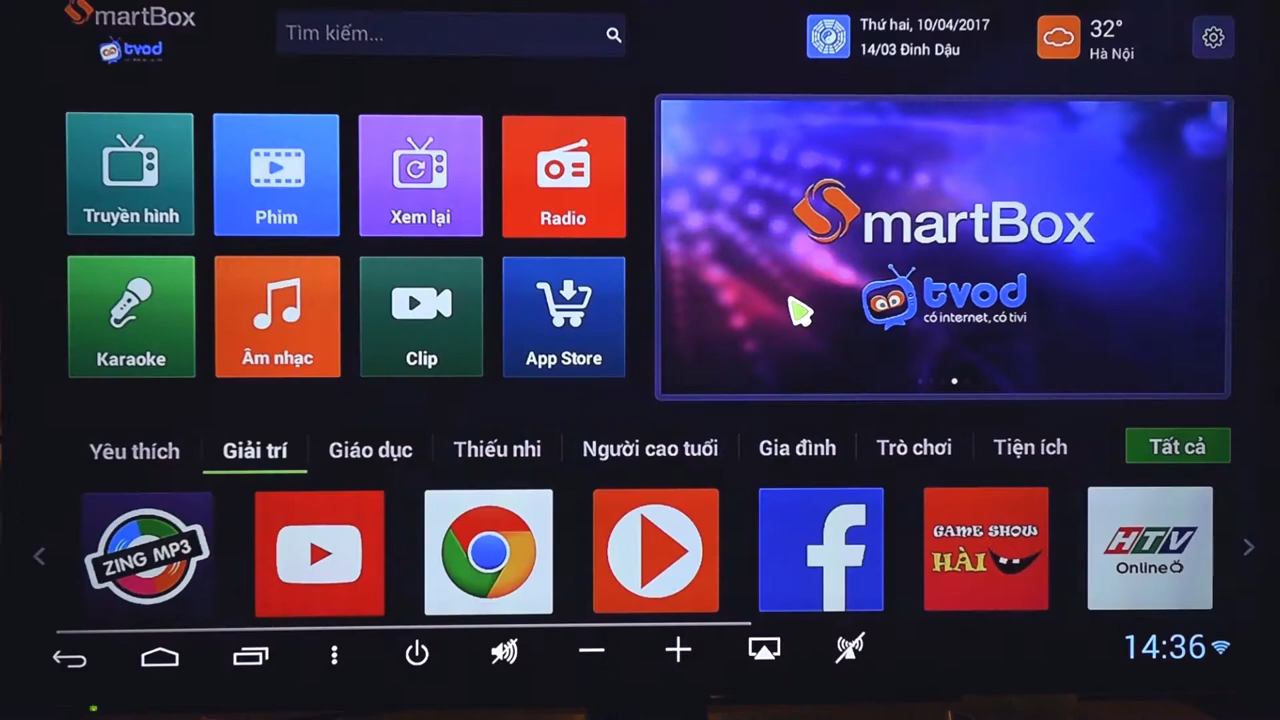 SmartBox
tvod
Tìm kiếm...
Thứ hai, 10/04/2017
14/03 Đinh Dậu
32°
Hà Nội
Truyền hình
Phim
Xem lại
Radio
SmartBox
tvod
có internet, có tivi
Karaoke
Âm nhạc
Clip
App Store
Yêu thích
Giải trí
Giáo dục
Thiếu nhi
Người cao tuổi
Gia đình
Trò chơi
Tiện ích
Tất cả
ZING MP3
GAME SHOW
HÀI
HTV
Online
14:36